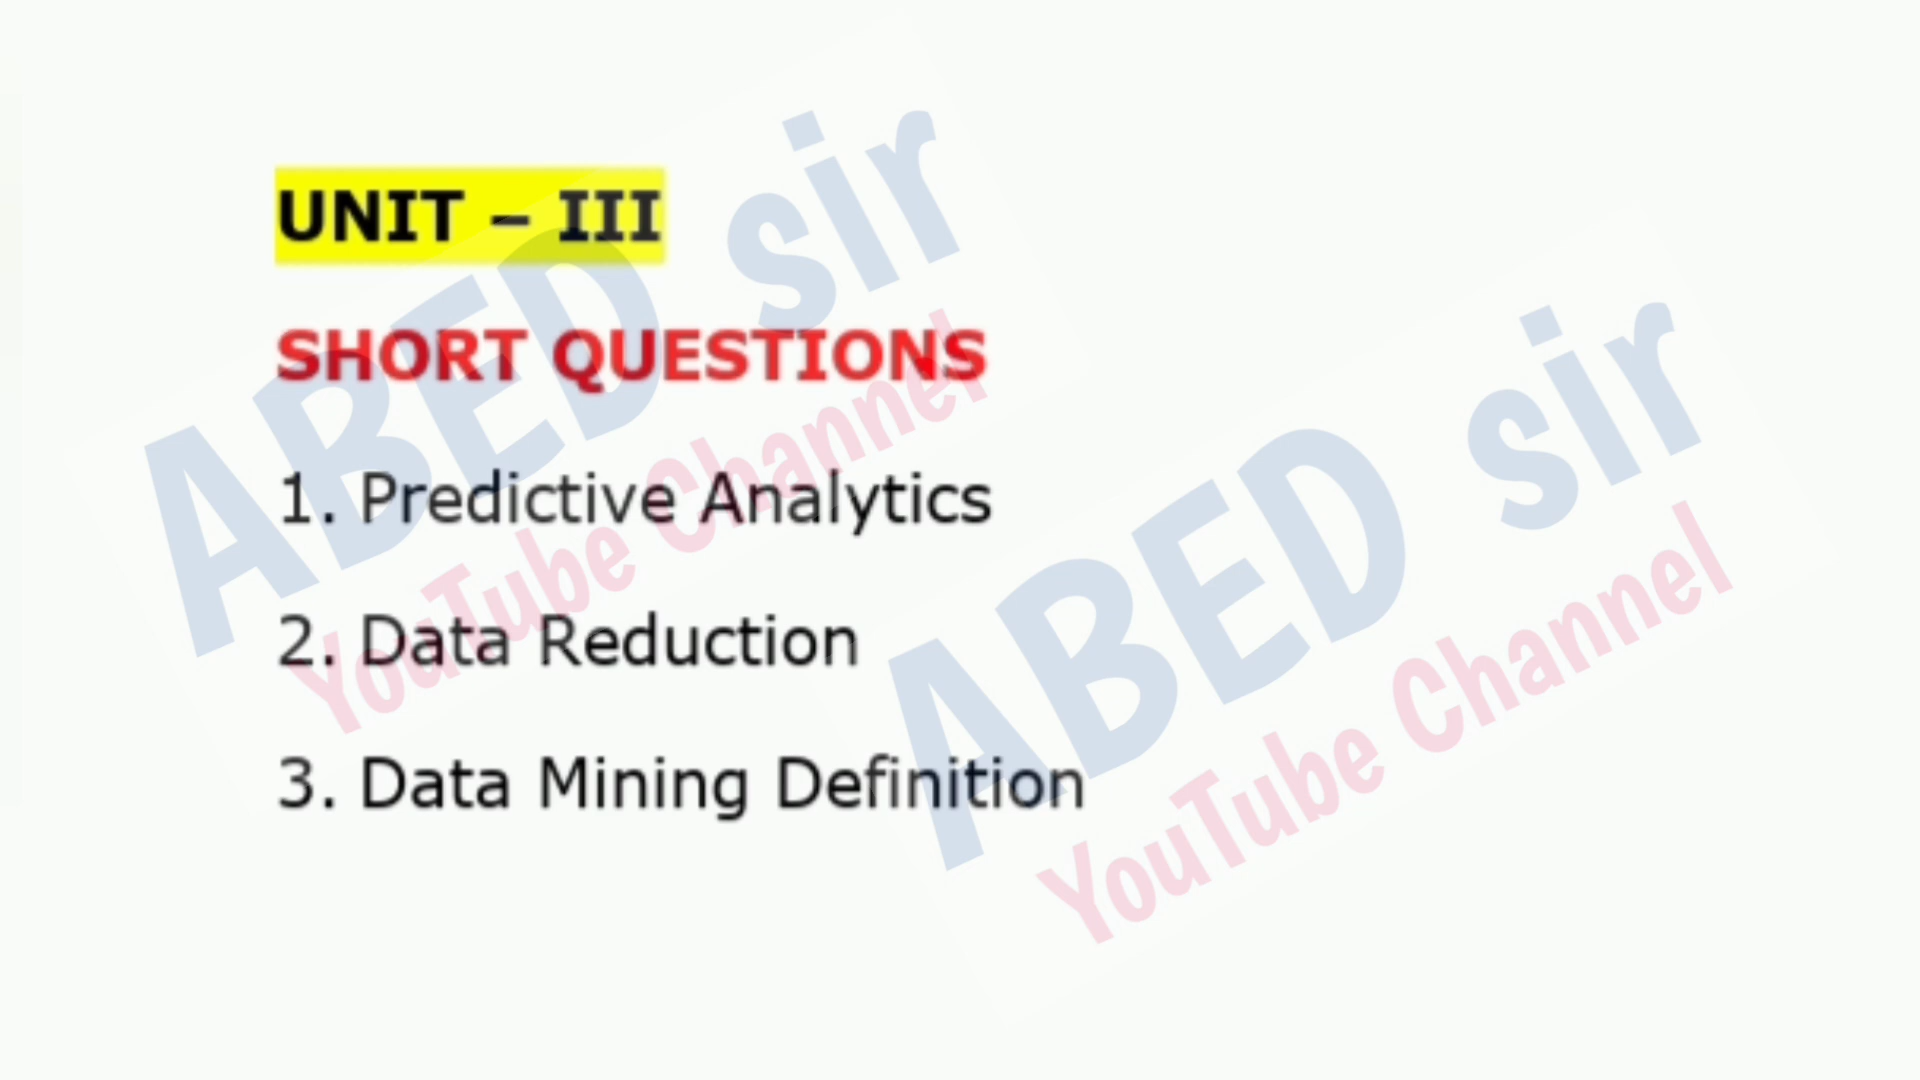 UNIT – III
SHORT QUESTIONS
1. Predictive Analytics
2. Data Reduction
3. Data Mining Definition
ABED sir
YouTube Channel
ABED sir
YouTube Channel